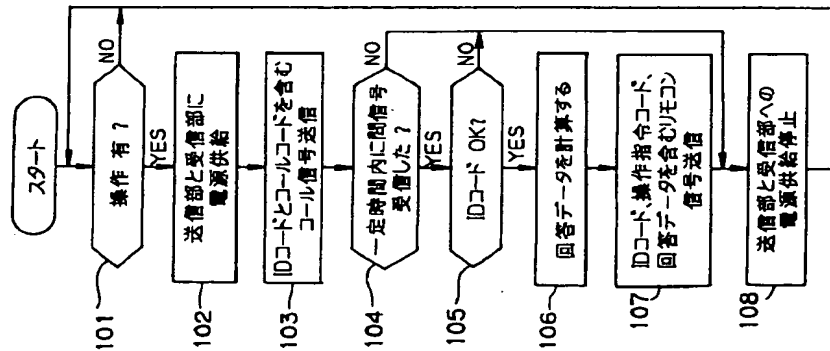 スタート
操作有?
NO
101
YES
送信部と受信部に
電源供給
102
IDコードとコールコードを含む
コール信号送信
103
一定時間内に問信号
受信した?
NO
104
YES
IDコード OK?
NO
105
YES
回答データを計算する
106
IDコード、操作指令コード、
回答データを含むリモコン
信号送信
107
送信部と受信部への
電源供給停止
108